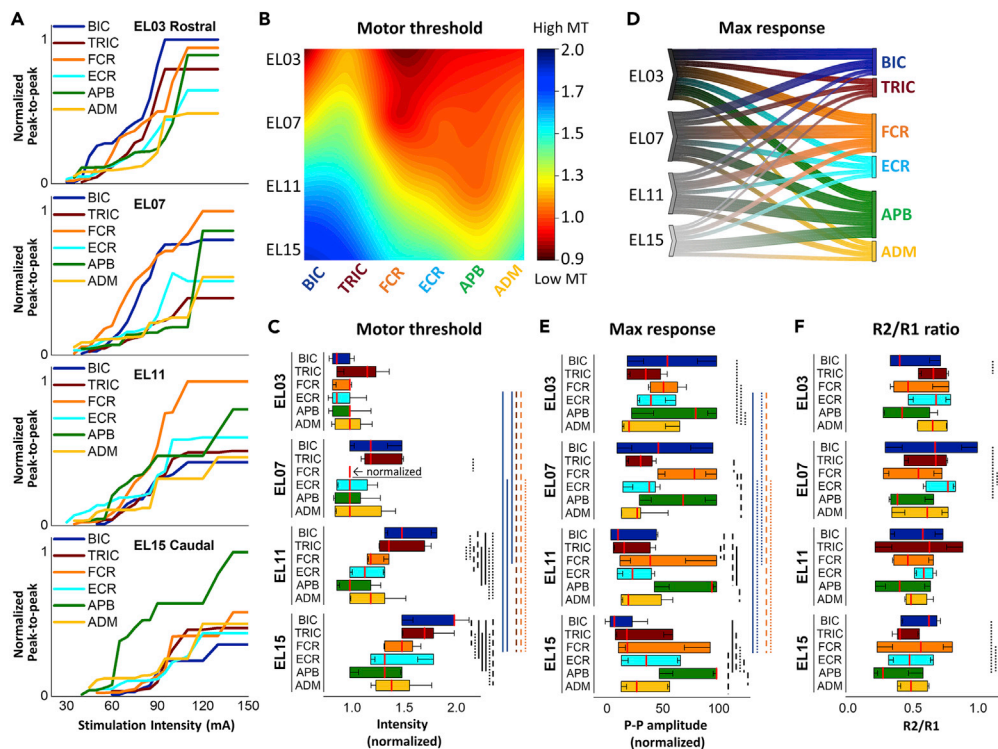 A
BIC
TRIC
FCR
ECR
APB
ADM
EL03 Rostral
Normalized
Peak-to-peak
1
0
BIC
TRIC
FCR
ECR
APB
ADM
EL07
Normalized
Peak-to-peak
1
0
BIC
TRIC
FCR
ECR
APB
ADM
EL11
Normalized
Peak-to-peak
1
0
BIC
TRIC
FCR
ECR
APB
ADM
EL15 Caudal
Normalized
Peak-to-peak
1
0
30 60 90 120 150
Stimulation Intensity (mA)
B
Motor threshold
High MT
2.0
1.7
1.4
1.3
1.2
1.1
1.0
0.9
Low MT
EL03
EL07
EL11
EL15
BIC TRIC FCR ECR APB ADM
D
Max response
EL03
EL07
EL11
EL15
BIC
TRIC
FCR
ECR
APB
ADM
C
Motor threshold
EL03
BIC
TRIC
FCR
ECR
APB
ADM
EL07
BIC
TRIC
FCR
normalized
ECR
APB
ADM
EL11
BIC
TRIC
FCR
ECR
APB
ADM
EL15
BIC
TRIC
FCR
ECR
APB
ADM
1.0 1.5 2.0
Intensity
(normalized)
E
Max response
EL03
BIC
TRIC
FCR
ECR
APB
ADM
EL07
BIC
TRIC
FCR
ECR
APB
ADM
EL11
BIC
TRIC
FCR
ECR
APB
ADM
EL15
BIC
TRIC
FCR
ECR
APB
ADM
0 50 100
P-P amplitude
(normalized)
F
R2/R1 ratio
EL03
BIC
TRIC
FCR
ECR
APB
ADM
EL07
BIC
TRIC
FCR
ECR
APB
ADM
EL11
BIC
TRIC
FCR
ECR
APB
ADM
EL15
BIC
TRIC
FCR
ECR
APB
ADM
0.0 0.5 1.0
R2/R1